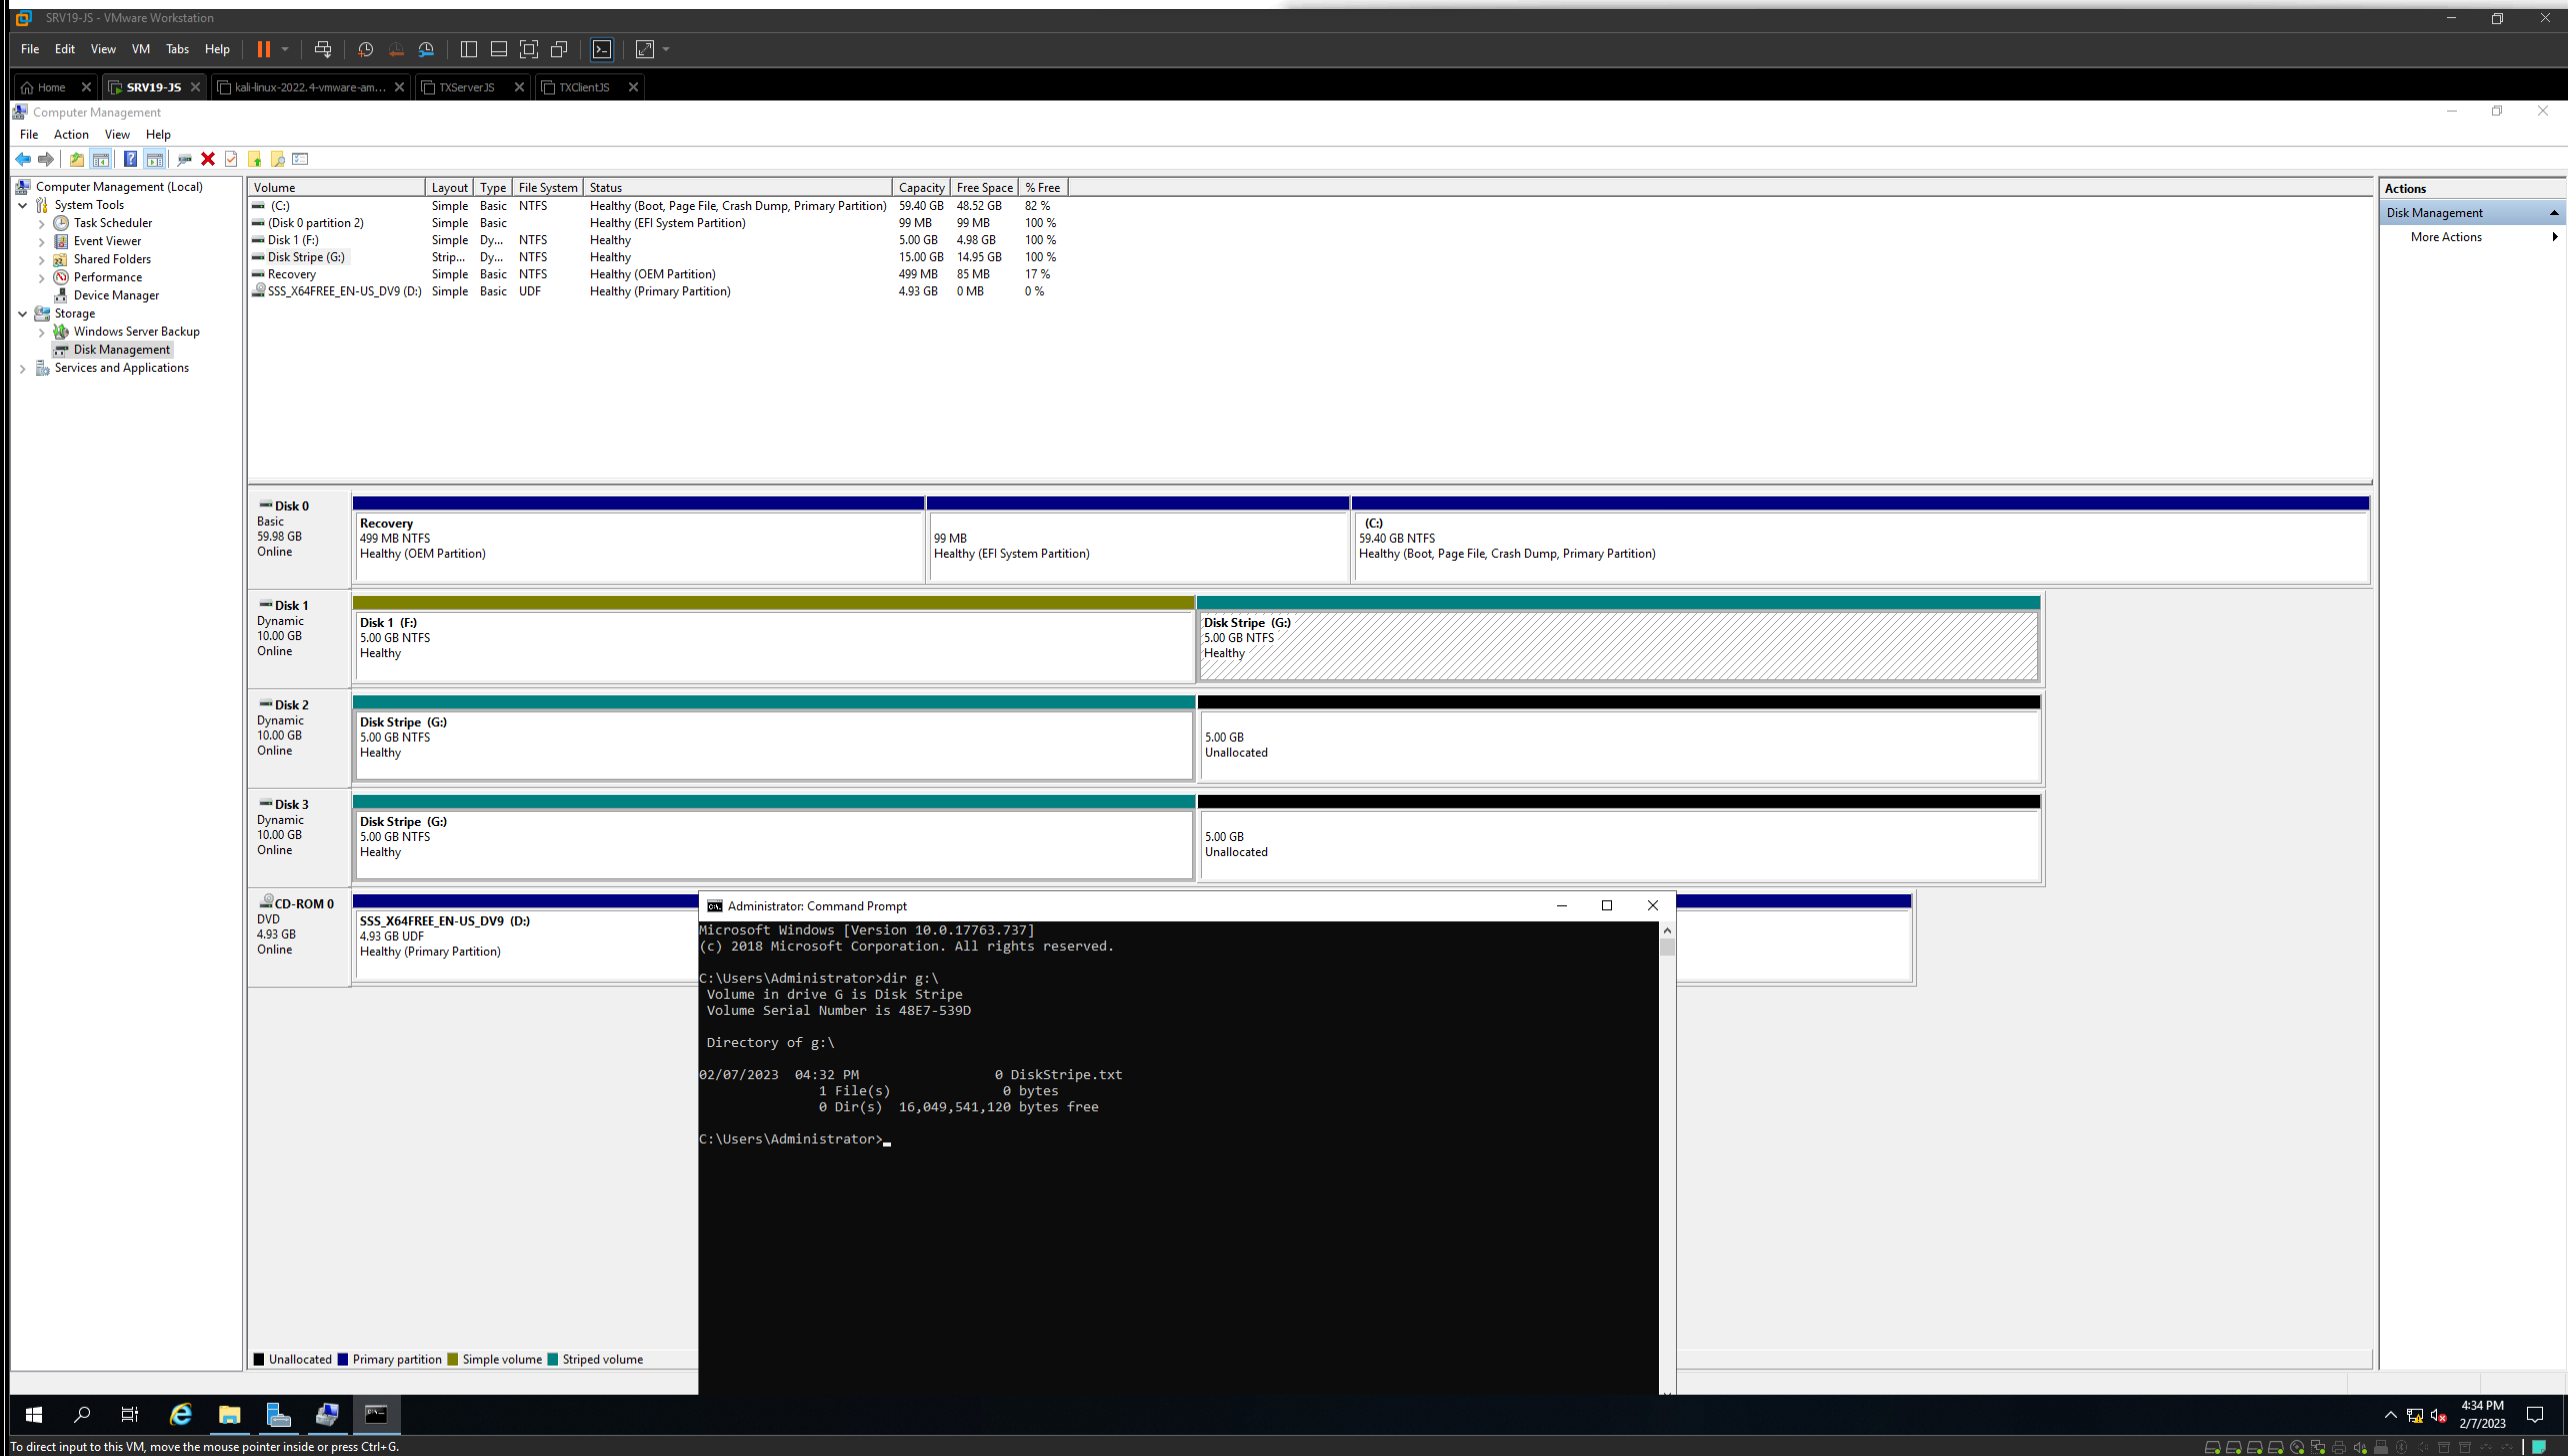 SRV19-JS - VMware Workstation
File Edit View VM Tabs Help
Home SRV19-JS kali-linux-2022.4-vmware-am... TXServerJS TXClientJS
Computer Management
File Action View Help
Computer Management (Local)
System Tools
Task Scheduler
Event Viewer
Shared Folders
Performance
Device Manager
Storage
Windows Server Backup
Disk Management
Services and Applications
Volume Layout Type File System Status Capacity Free Space % Free
(C:) Simple Basic NTFS Healthy (Boot, Page File, Crash Dump, Primary Partition) 59.40 GB 48.52 GB 82 %
(Disk 0 partition 2) Simple Basic Healthy (EFI System Partition) 99 MB 99 MB 100 %
Disk 1 (F:) Simple Dy... NTFS Healthy 5.00 GB 4.98 GB 100 %
Disk Stripe (G:) Strip... Dy... NTFS Healthy 15.00 GB 14.95 GB 100 %
Recovery Simple Basic NTFS Healthy (OEM Partition) 499 MB 85 MB 17 %
SSS_X64FREE_EN-US_DV9 (D:) Simple Basic UDF Healthy (Primary Partition) 4.93 GB 0 MB 0 %
Actions
Disk Management
More Actions
Disk 0
Basic
59.98 GB
Online
Recovery
499 MB NTFS
Healthy (OEM Partition)
99 MB
Healthy (EFI System Partition)
(C:)
59.40 GB NTFS
Healthy (Boot, Page File, Crash Dump, Primary Partition)
Disk 1
Dynamic
10.00 GB
Online
Disk 1 (F:)
5.00 GB NTFS
Healthy
Disk Stripe (G:)
5.00 GB NTFS
Healthy
Disk 2
Dynamic
10.00 GB
Online
Disk Stripe (G:)
5.00 GB NTFS
Healthy
5.00 GB
Unallocated
Disk 3
Dynamic
10.00 GB
Online
Disk Stripe (G:)
5.00 GB NTFS
Healthy
5.00 GB
Unallocated
CD-ROM 0
DVD
4.93 GB
Online
SSS_X64FREE_EN-US_DV9 (D:)
4.93 GB UDF
Healthy (Primary Partition)
Administrator: Command Prompt
Microsoft Windows [Version 10.0.17763.737]
(c) 2018 Microsoft Corporation. All rights reserved.
C:\Users\Administrator>dir g:\
Volume in drive G is Disk Stripe
Volume Serial Number is 48E7-539D
Directory of g:\
02/07/2023 04:32 PM 0 DiskStripe.txt
1 File(s) 0 bytes
0 Dir(s) 16,049,541,120 bytes free
C:\Users\Administrator>
Unallocated Primary partition Simple volume Striped volume
4:34 PM
2/7/2023
To direct input to this VM, move the mouse pointer inside or press Ctrl+G.